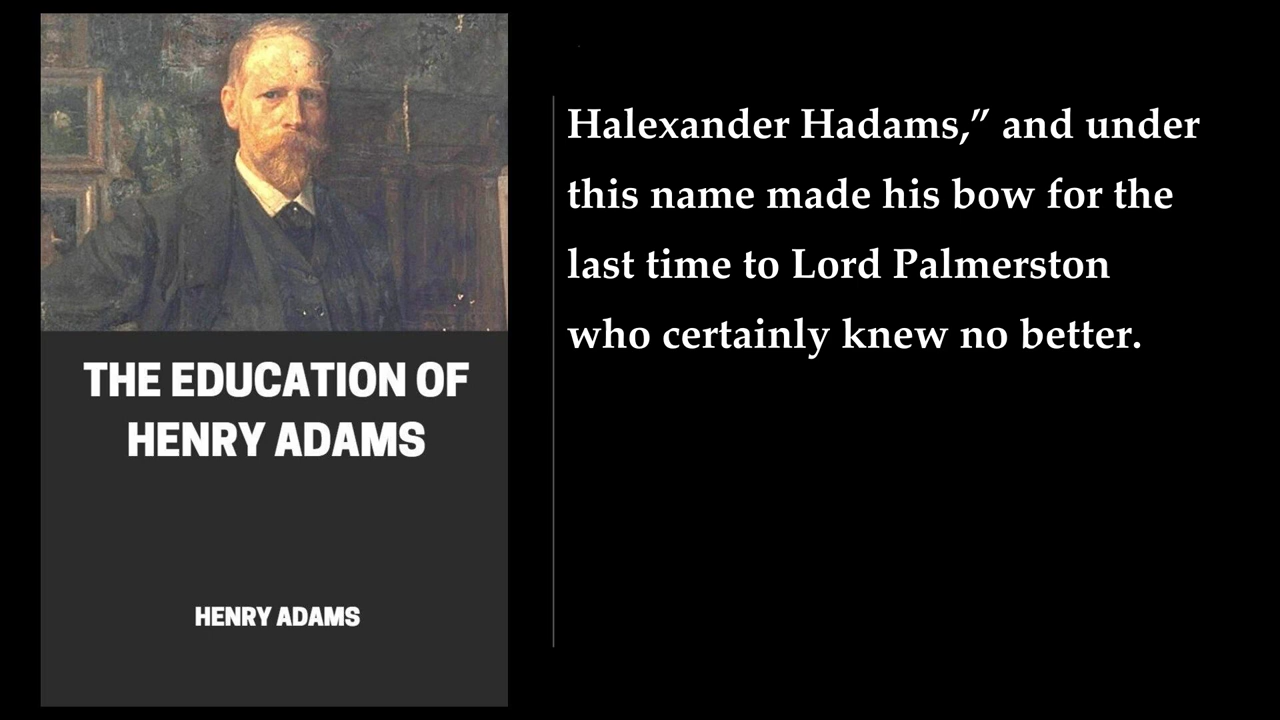 THE EDUCATION OF
HENRY ADAMS
HENRY ADAMS
Halexander Hadams,” and under
this name made his bow for the
last time to Lord Palmerston
who certainly knew no better.